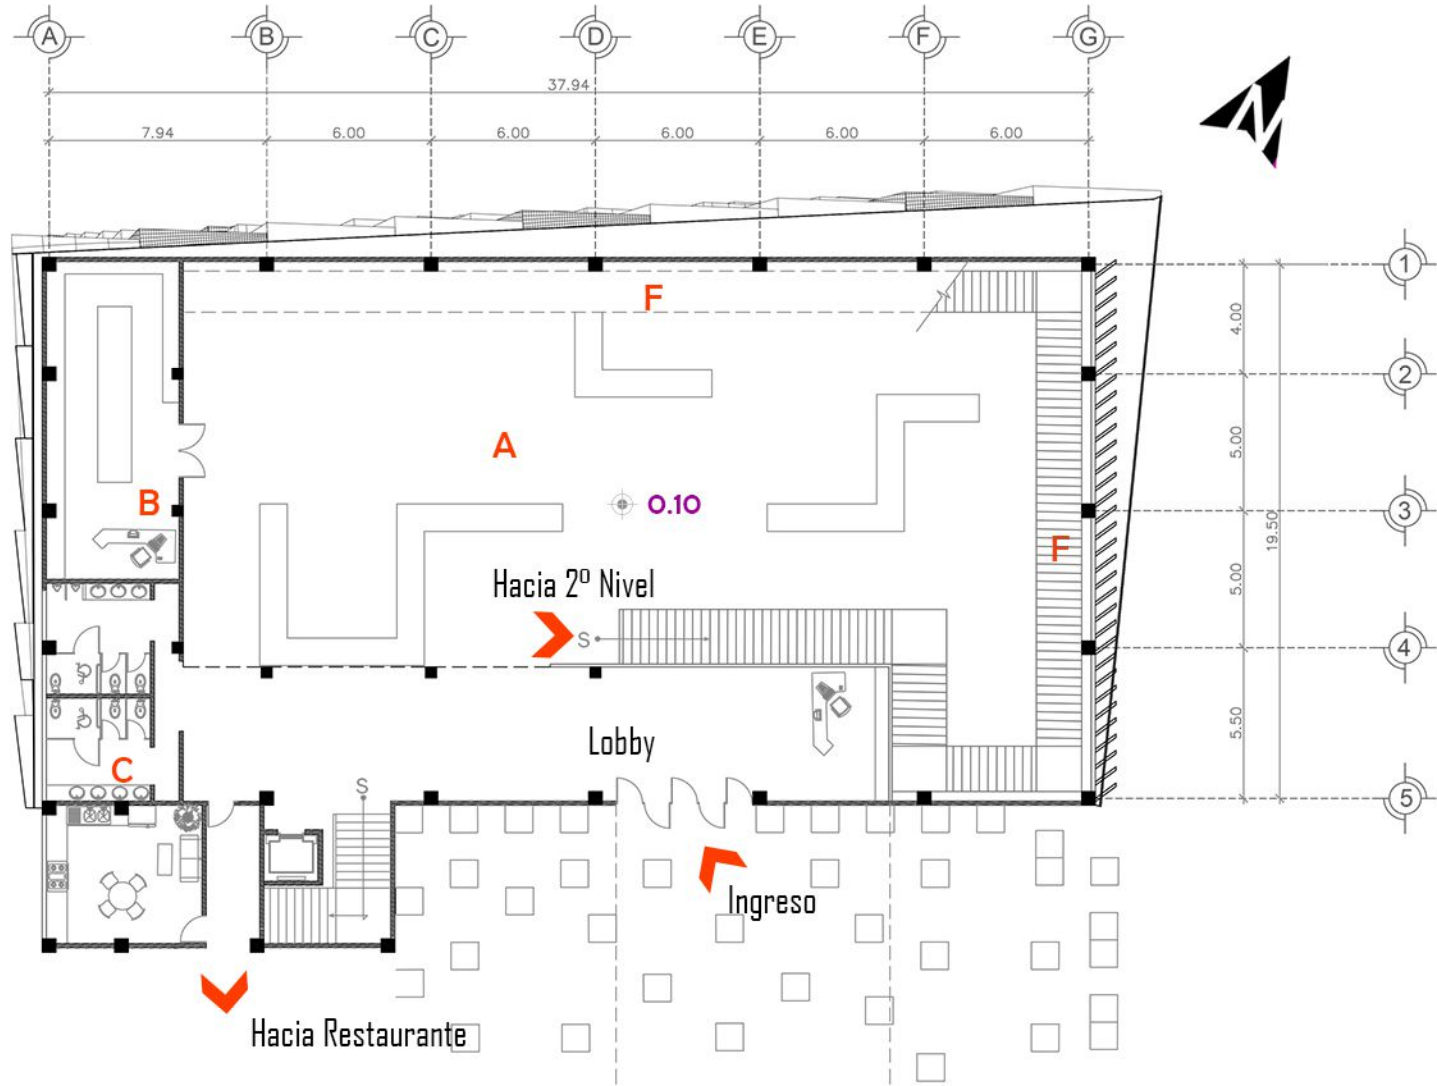 A B C D E F G
37.94
7.94 6.00 6.00 6.00 6.00 6.00
N
1
F
4.00
2
A
5.00
B
0.10
3
19.50
F
Hacia 2º Nivel
5.00
S
4
Lobby
5.50
C
S
5
Ingreso
Hacia Restaurante